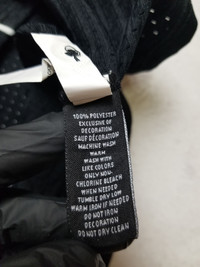 100% POLYESTER
EXCLUSIVE OF
DECORATION
SAUF DÉCORATION
MACHINE WASH
WARM
WASH WITH
LIKE COLORS
ONLY NON-
CHLORINE BLEACH
WHEN NEEDED
TUMBLE DRY LOW
WARM IRON IF NEEDED
DO NOT IRON
DECORATION
DO NOT DRY CLEAN